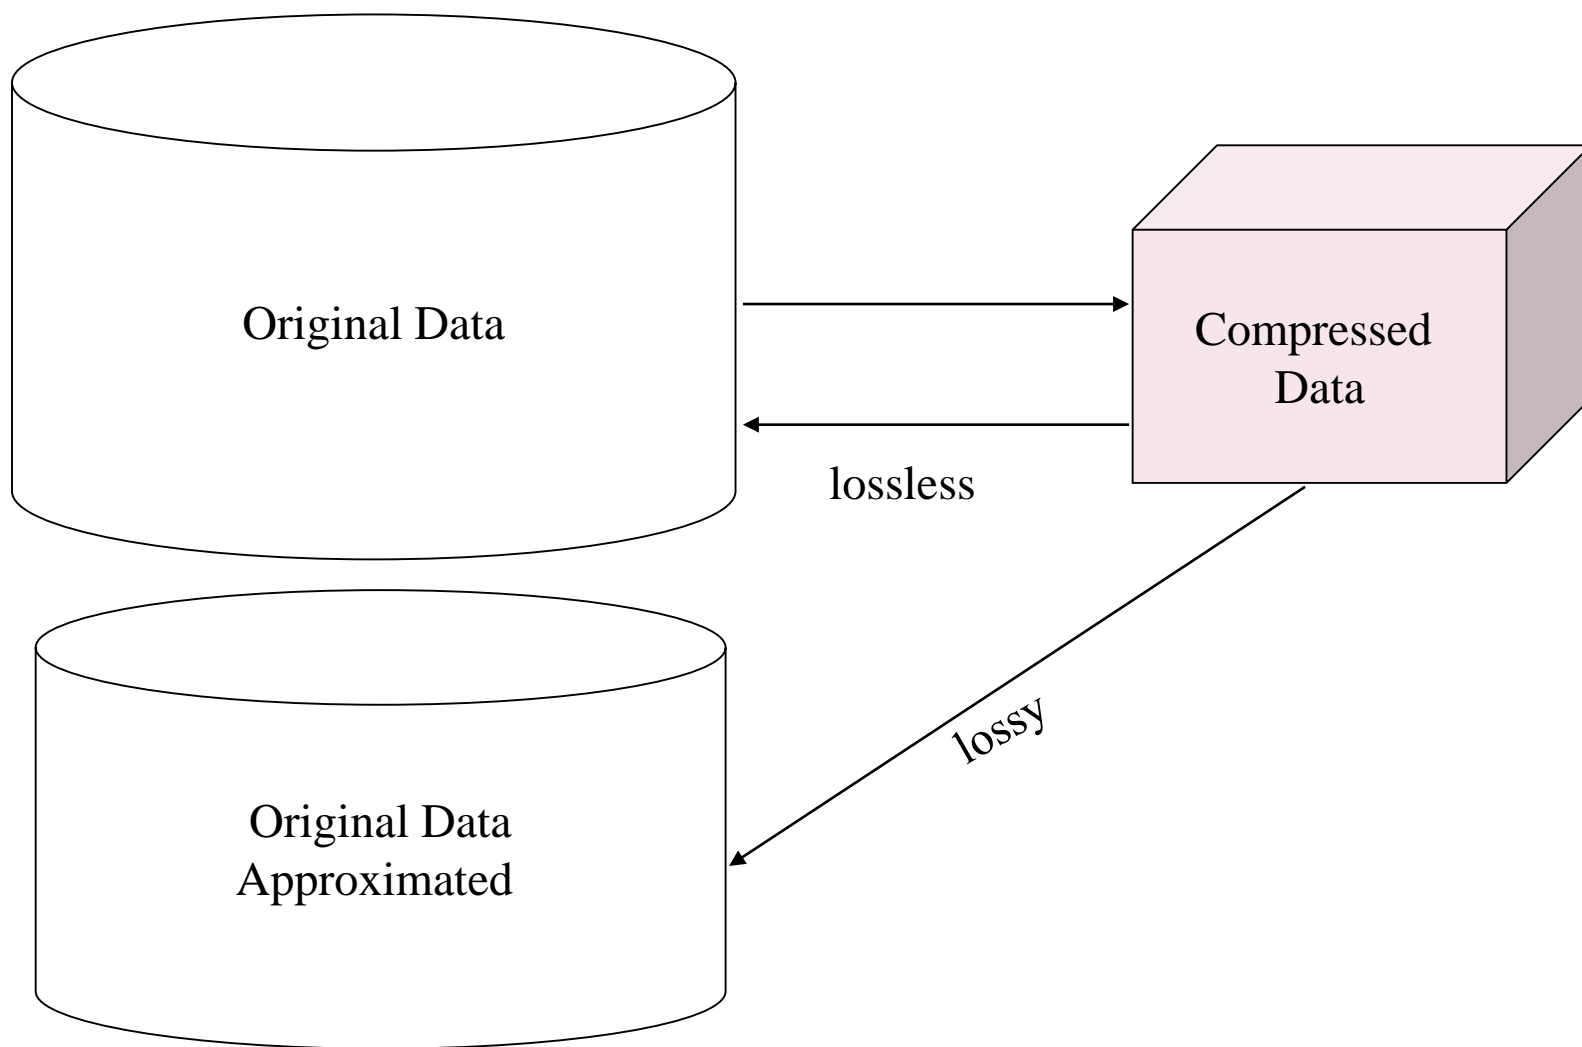 Original Data
Compressed
Data
lossless
lossy
Original Data
Approximated